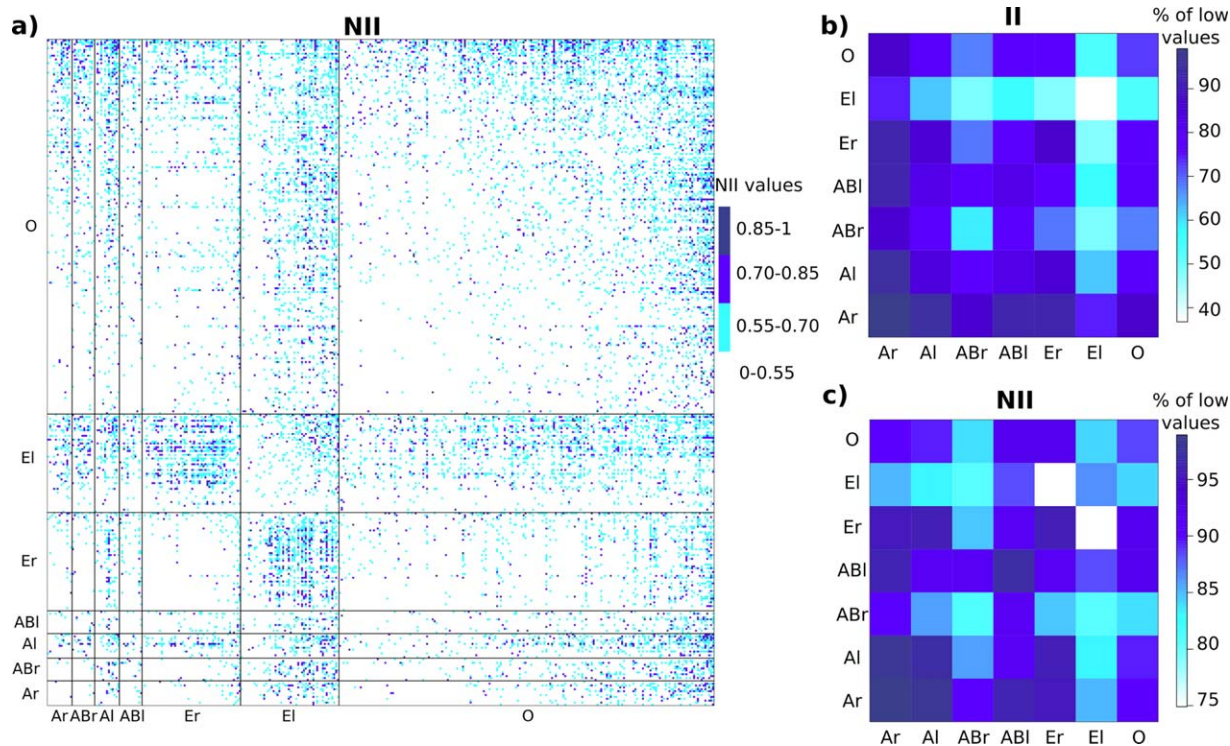 a)
NII
O
El
Er
ABl
Al
ABr
Ar
Ar ABr Al ABl Er El O
NII values
0.85-1
0.70-0.85
0.55-0.70
0-0.55
b)
II
% of low
values
O
El
Er
ABl
ABr
Al
Ar
Ar Al ABr ABl Er El O
90
80
70
60
50
40
c)
NII
% of low
values
O
El
Er
ABl
ABr
Al
Ar
Ar Al ABr ABl Er El O
95
90
85
80
75